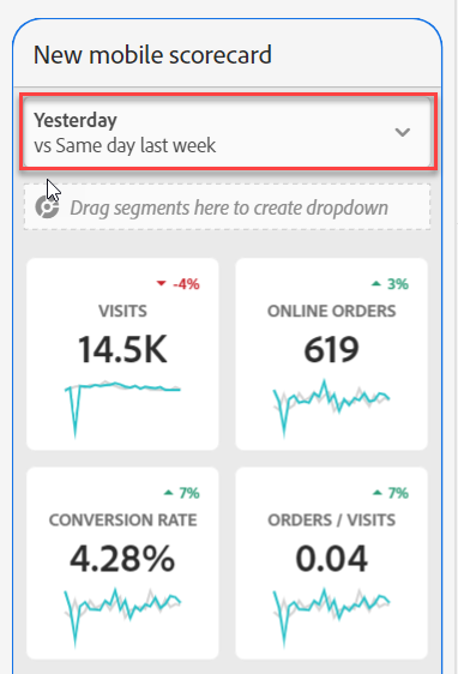 New mobile scorecard
Yesterday
vs Same day last week
Drag segments here to create dropdown
-4%
VISITS
14.5K
3%
ONLINE ORDERS
619
7%
CONVERSION RATE
4.28%
7%
ORDERS / VISITS
0.04